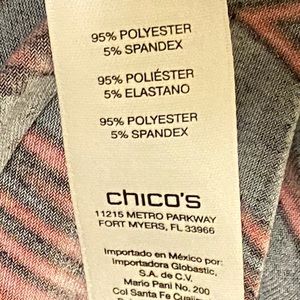 95% POLYESTER
5% SPANDEX
95% POLIÉSTER
5% ELASTANO
95% POLYESTER
5% SPANDEX
chico's
11215 METRO PARKWAY
FORT MYERS, FL 33966
Importado en México por:
Importadora Globastic,
S.A. de C.V.
Mario Pani No. 200
Col Santa Fe